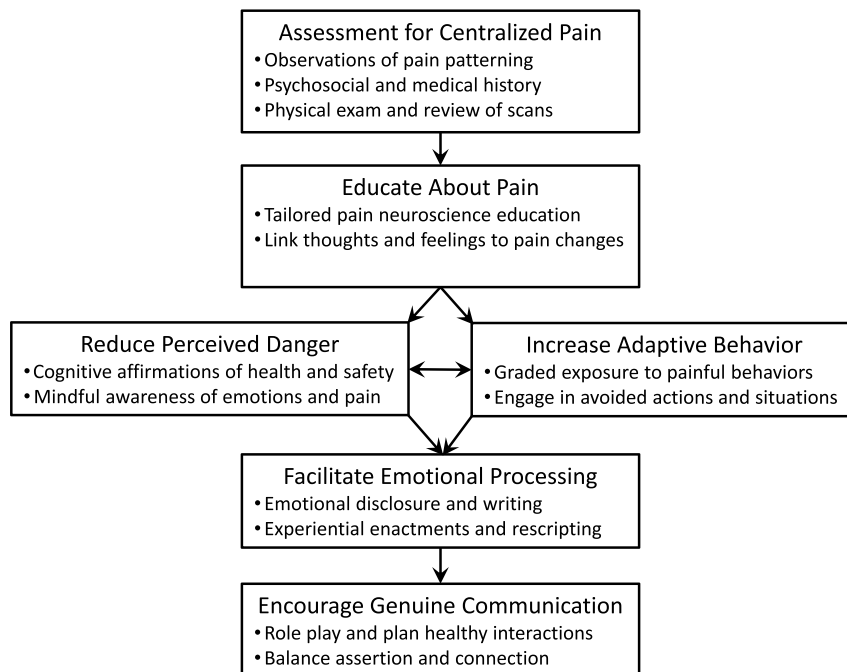 Assessment for Centralized Pain
• Observations of pain patterning
• Psychosocial and medical history
• Physical exam and review of scans
Educate About Pain
• Tailored pain neuroscience education
• Link thoughts and feelings to pain changes
Reduce Perceived Danger
• Cognitive affirmations of health and safety
• Mindful awareness of emotions and pain
Increase Adaptive Behavior
• Graded exposure to painful behaviors
• Engage in avoided actions and situations
Facilitate Emotional Processing
• Emotional disclosure and writing
• Experiential enactments and rescripting
Encourage Genuine Communication
• Role play and plan healthy interactions
• Balance assertion and connection